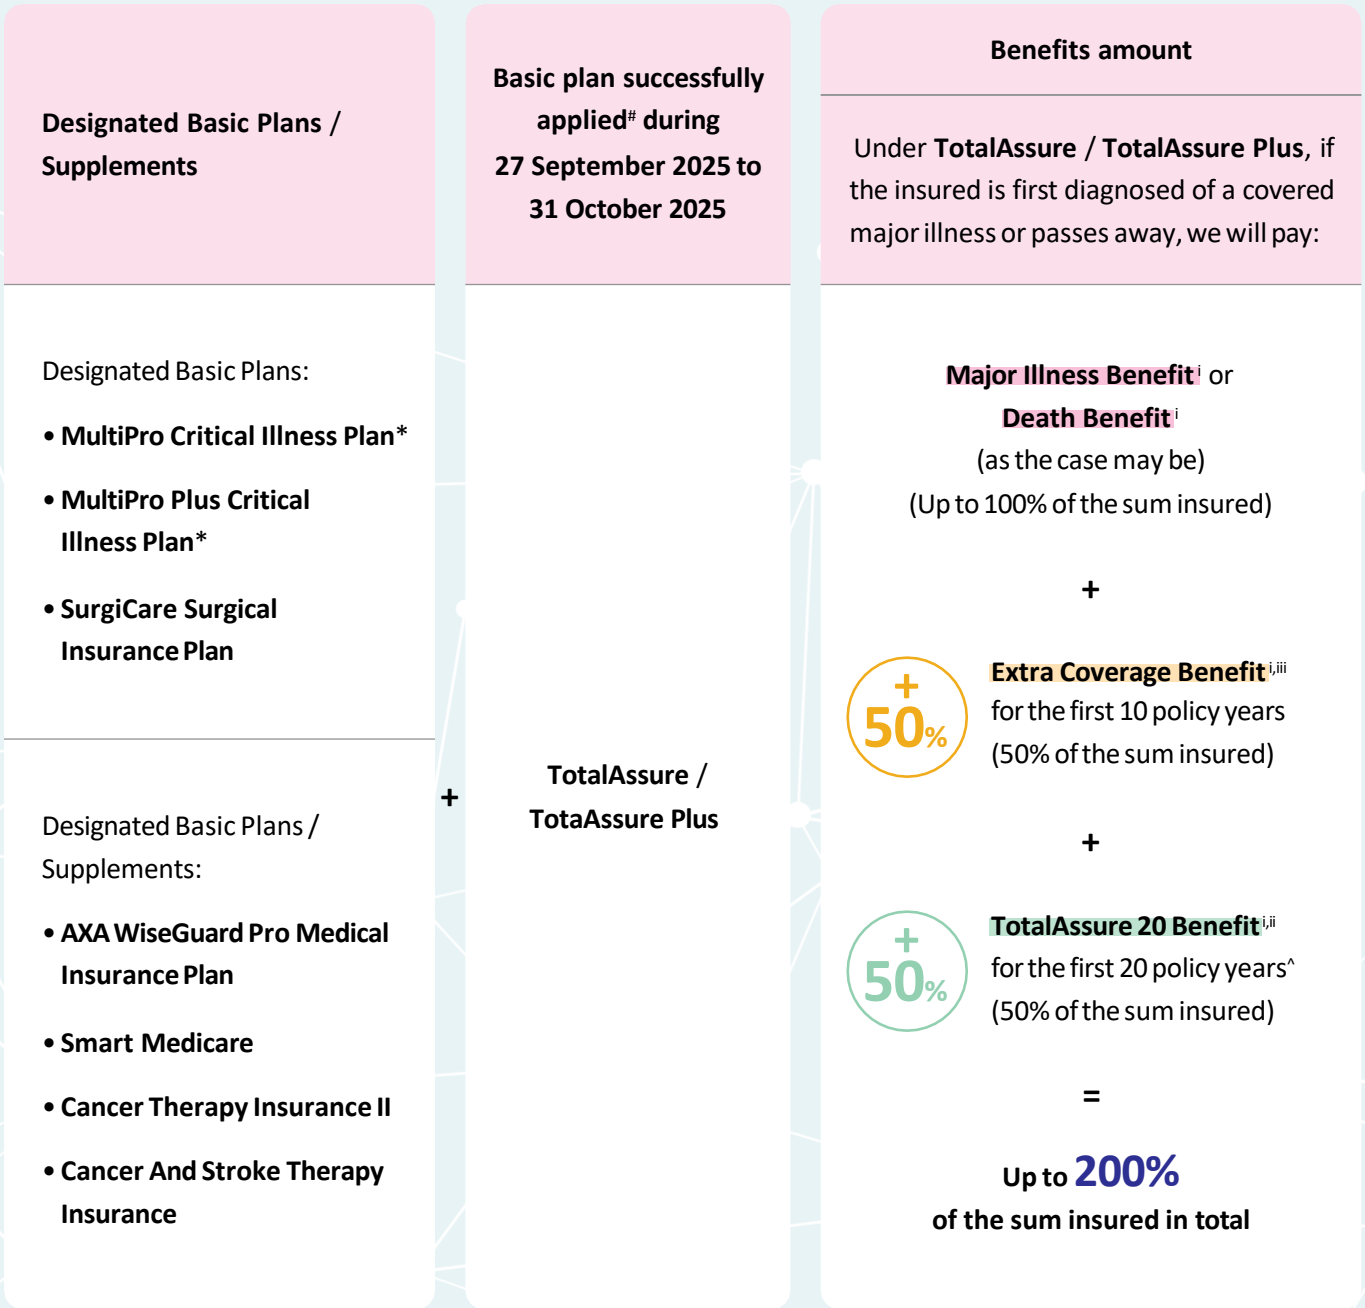 Designated Basic Plans /
Supplements
Basic plan successfully
applied# during
27 September 2025 to
31 October 2025
Benefits amount
Under TotalAssure / TotalAssure Plus, if
the insured is first diagnosed of a covered
major illness or passes away, we will pay:
Designated Basic Plans:
• MultiPro Critical Illness Plan*
• MultiPro Plus Critical
Illness Plan*
• SurgiCare Surgical
Insurance Plan
Designated Basic Plans /
Supplements:
• AXA WiseGuard Pro Medical
Insurance Plan
• Smart Medicare
• Cancer Therapy Insurance II
• Cancer And Stroke Therapy
Insurance
+
TotalAssure /
TotaAssure Plus
Major Illness Benefit i or
Death Benefit i
(as the case may be)
(Up to 100% of the sum insured)
+
+
50%
Extra Coverage Benefit i,iii
for the first 10 policy years
(50% of the sum insured)
+
+
50%
TotalAssure 20 Benefit i,ii
for the first 20 policy years^
(50% of the sum insured)
=
Up to 200%
of the sum insured in total